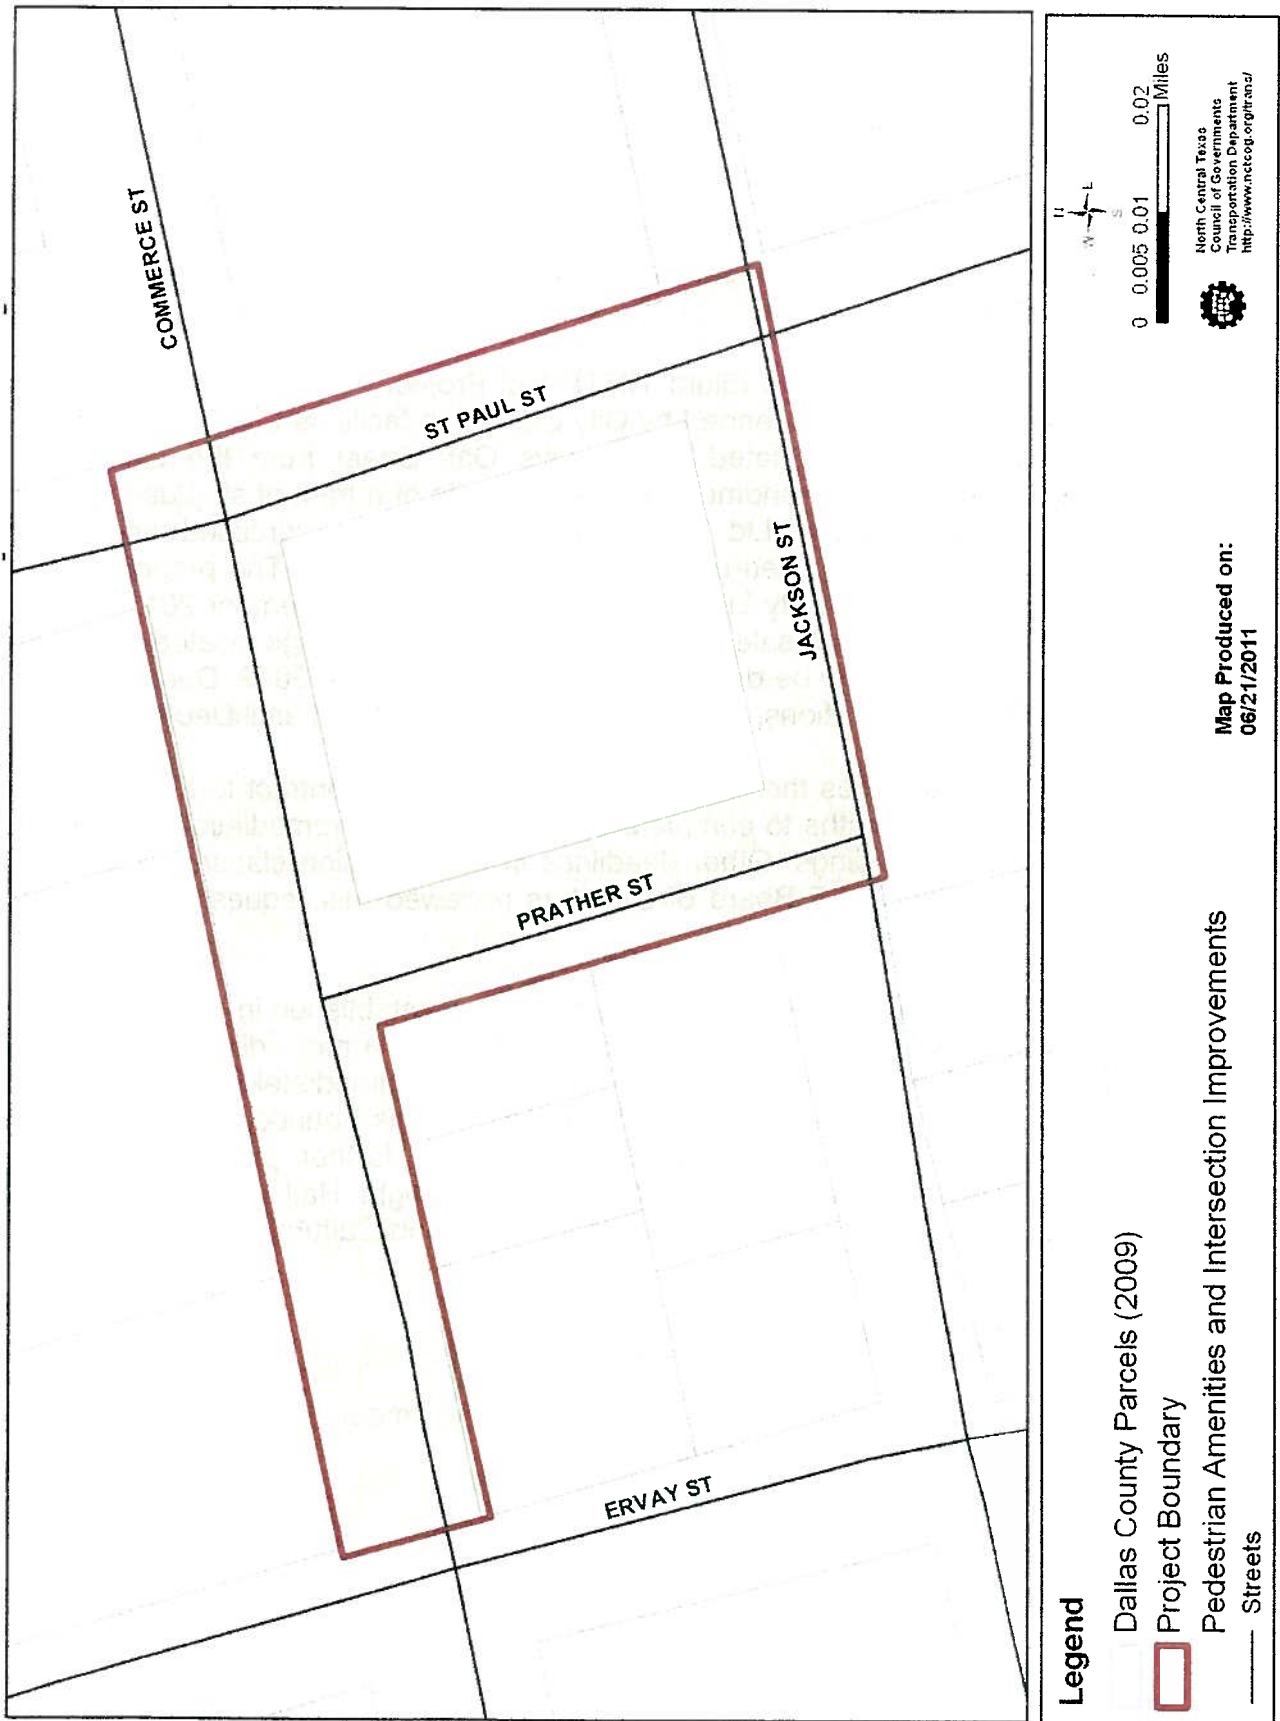 COMMERCE ST
ST PAUL ST
JACKSON ST
PRATHER ST
ERVAY ST
Legend
Dallas County Parcels (2009)
Project Boundary
Pedestrian Amenities and Intersection Improvements
Streets
Map Produced on:
06/21/2011
N
W
E
S
0 0.005 0.01 0.02
Miles
North Central Texas
Council of Governments
Transportation Department
http://www.nctcog.org/trans/